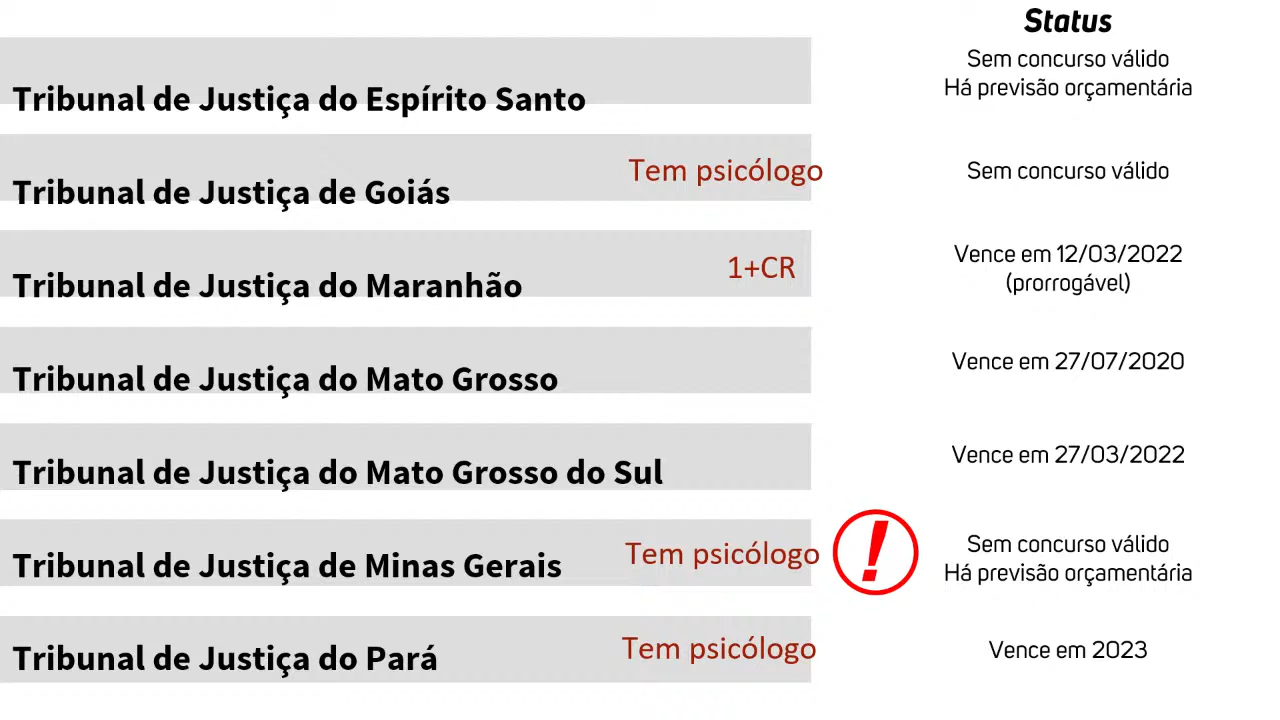 Status
Tribunal de Justiça do Espírito Santo
Sem concurso válido
Há previsão orçamentária
Tribunal de Justiça de Goiás
Tem psicólogo
Sem concurso válido
Tribunal de Justiça do Maranhão
1+CR
Vence em 12/03/2022
(prorrogável)
Tribunal de Justiça do Mato Grosso
Vence em 27/07/2020
Tribunal de Justiça do Mato Grosso do Sul
Vence em 27/03/2022
Tribunal de Justiça de Minas Gerais
Tem psicólogo
!
Sem concurso válido
Há previsão orçamentária
Tribunal de Justiça do Pará
Tem psicólogo
Vence em 2023